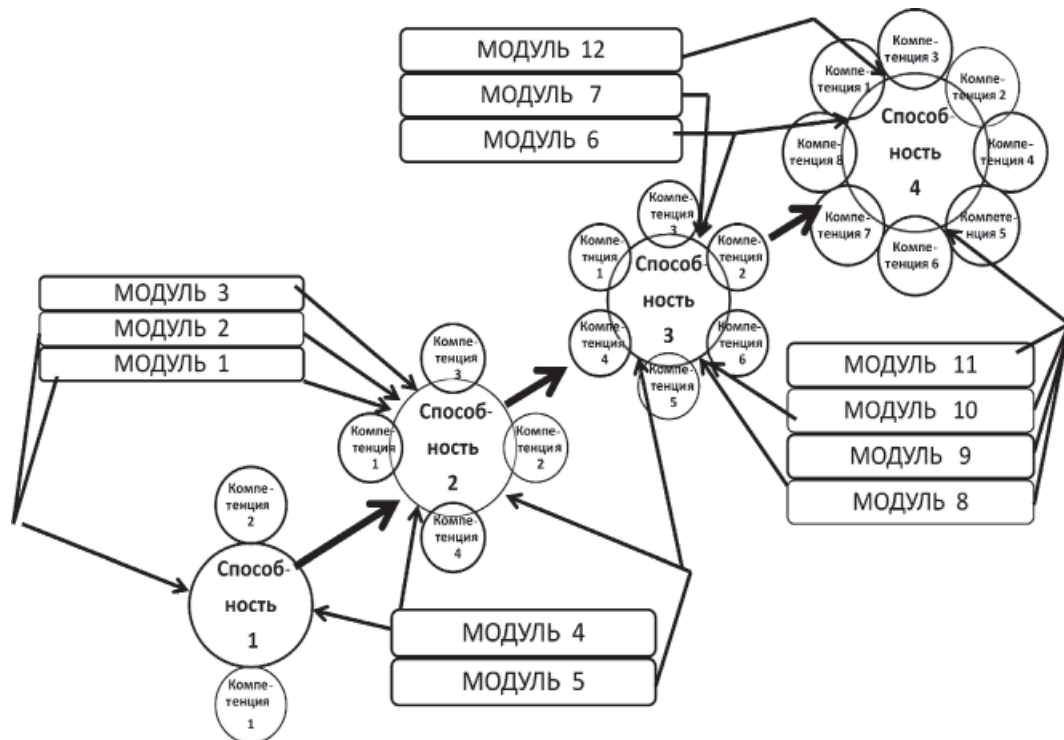 МОДУЛЬ 12
МОДУЛЬ 7
МОДУЛЬ 6
Компе-
тенция 3
Компе-
тенция 1
Компе-
тенция 2
Компе-
тенция 8
Способ-
ность
4
Компе-
тенция 4
Компе-
тенция 7
Компете-
нция 5
Компе-
тенция 6
Компе-
тенция
3
Компе-
тнция
1
Способ-
ность
3
Компе-
тенция
2
Компе-
тенция
4
Компе-
тенция
6
Компе-
тенция
5
МОДУЛЬ 3
МОДУЛЬ 2
МОДУЛЬ 1
МОДУЛЬ 11
МОДУЛЬ 10
МОДУЛЬ 9
МОДУЛЬ 8
Компе-
тенция
3
Компе-
тенция
1
Способ-
ность
2
Компе-
тенция
2
Компе-
тенция
4
Компе-
тенция
2
Способ-
ность
1
Компе-
тенция
1
МОДУЛЬ 4
МОДУЛЬ 5